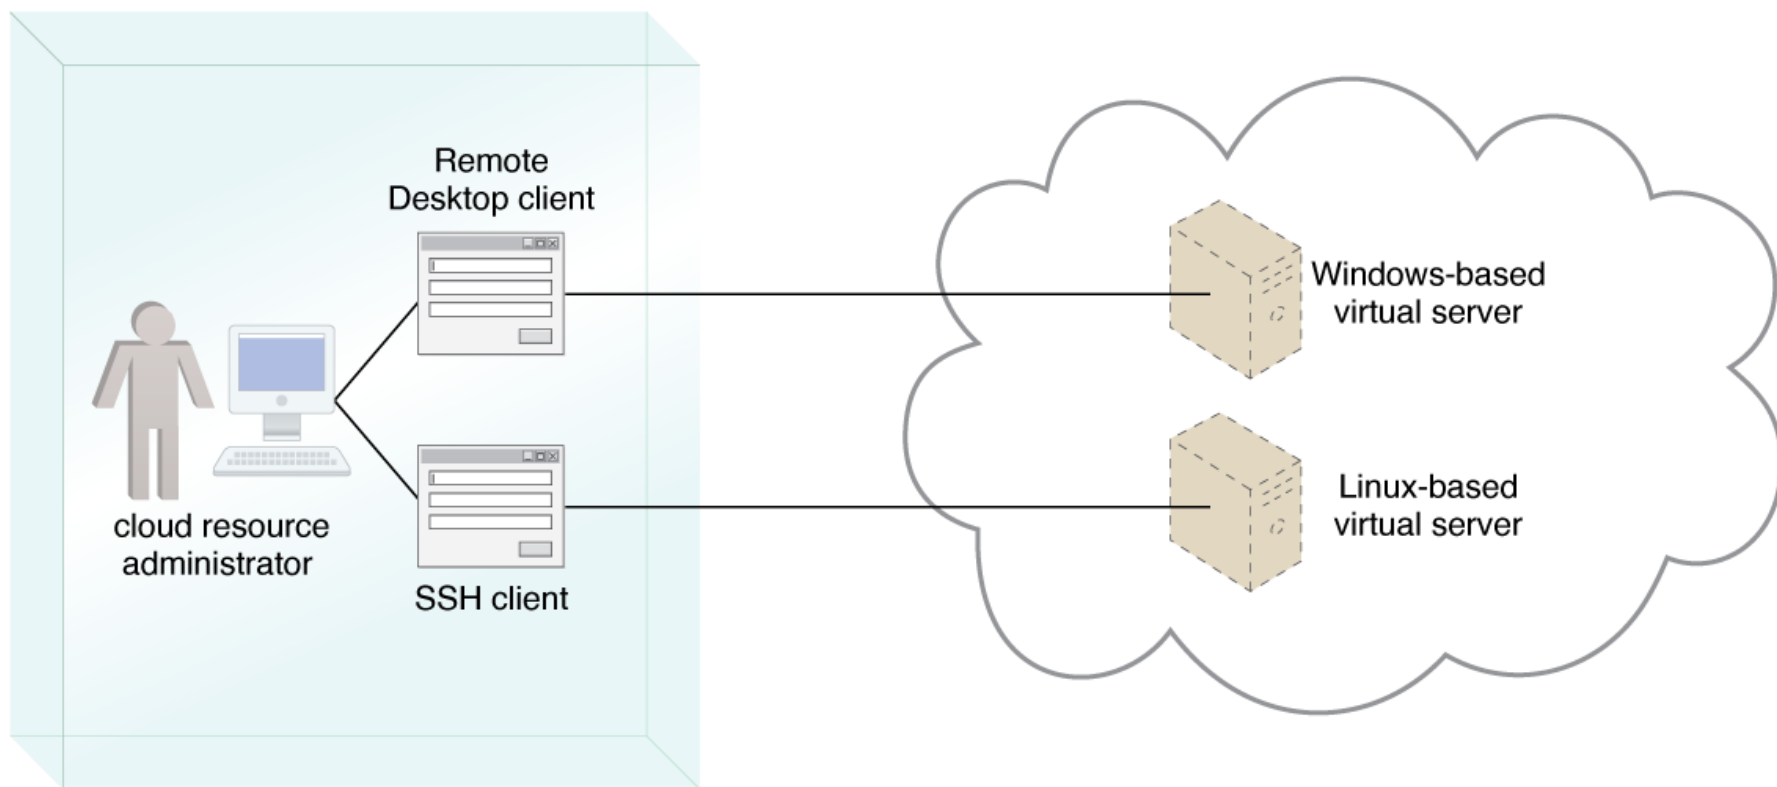 Remote
Desktop client
Windows-based
virtual server
cloud resource
administrator
SSH client
Linux-based
virtual server